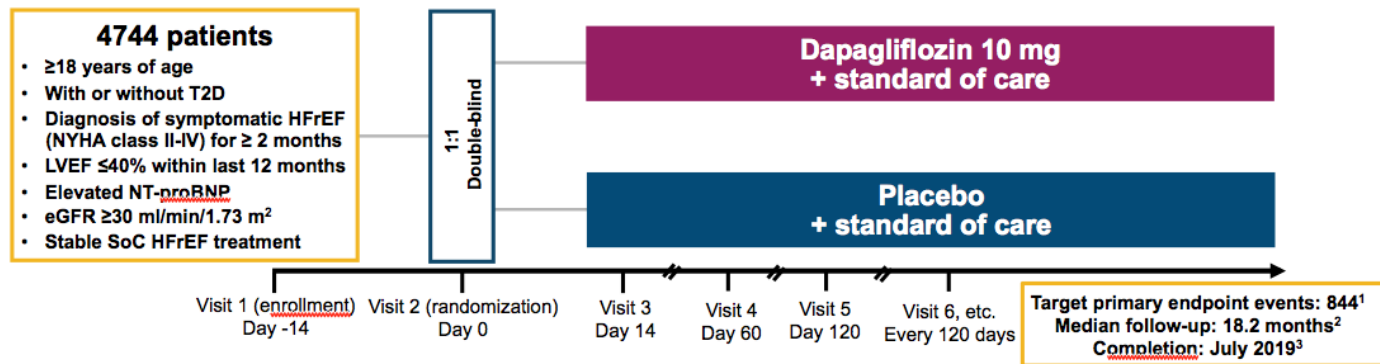 4744 patients
• ≥18 years of age
• With or without T2D
• Diagnosis of symptomatic HFrEF
(NYHA class II-IV) for ≥ 2 months
• LVEF ≤40% within last 12 months
• Elevated NT-proBNP
• eGFR ≥30 ml/min/1.73 m²
• Stable SoC HFrEF treatment
1:1
Double-blind
Dapagliflozin 10 mg
+ standard of care
Placebo
+ standard of care
Visit 1 (enrollment)
Day -14
Visit 2 (randomization)
Day 0
Visit 3
Day 14
Visit 4
Day 60
Visit 5
Day 120
Visit 6, etc.
Every 120 days
Target primary endpoint events: 844¹
Median follow-up: 18.2 months²
Completion: July 2019³